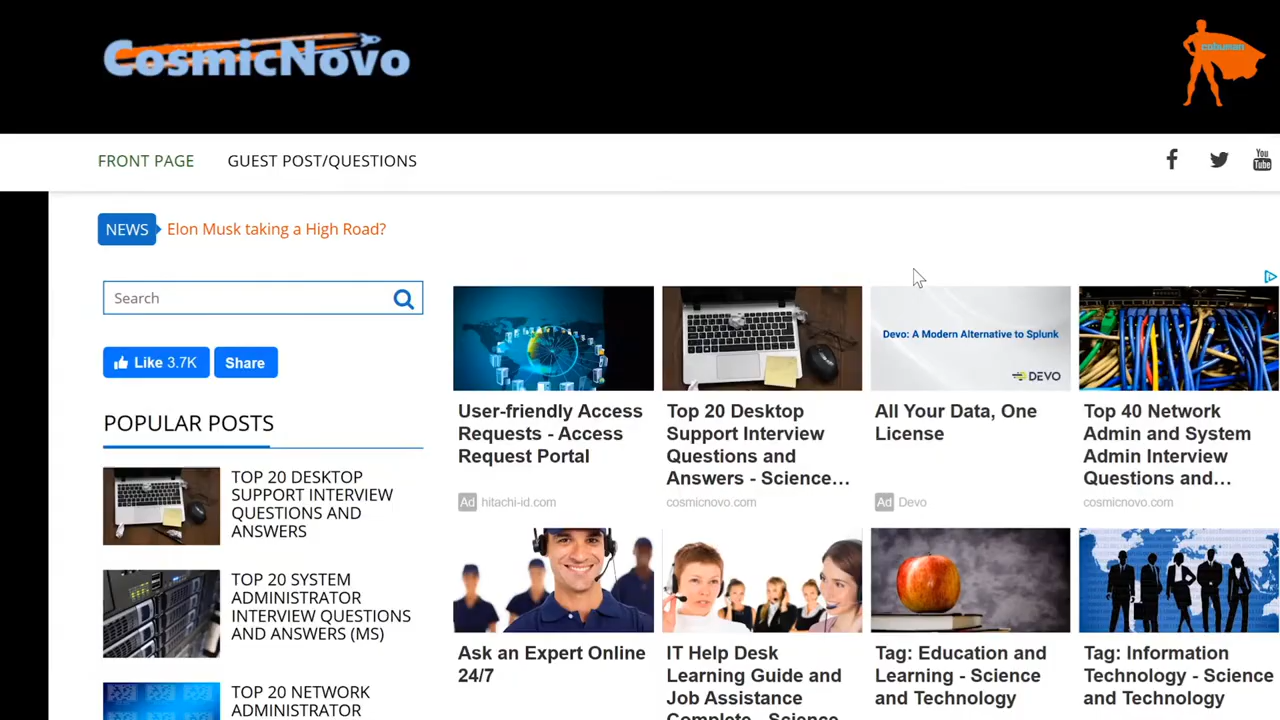 CosmicNovo
cohuman
FRONT PAGE
GUEST POST/QUESTIONS
You
Tube
NEWS
Elon Musk taking a High Road?
Search
Like 3.7K
Share
POPULAR POSTS
TOP 20 DESKTOP
SUPPORT INTERVIEW
QUESTIONS AND
ANSWERS
TOP 20 SYSTEM
ADMINISTRATOR
INTERVIEW QUESTIONS
AND ANSWERS (MS)
TOP 20 NETWORK
ADMINISTRATOR
User-friendly Access
Requests - Access
Request Portal
Ad hitachi-id.com
Top 20 Desktop
Support Interview
Questions and
Answers - Science...
cosmicnovo.com
Devo: A Modern Alternative to Splunk
DEVO
All Your Data, One
License
Ad Devo
Top 40 Network
Admin and System
Admin Interview
Questions and...
cosmicnovo.com
Ask an Expert Online
24/7
IT Help Desk
Learning Guide and
Job Assistance
Complete - Science
Tag: Education and
Learning - Science
and Technology
Tag: Information
Technology - Science
and Technology